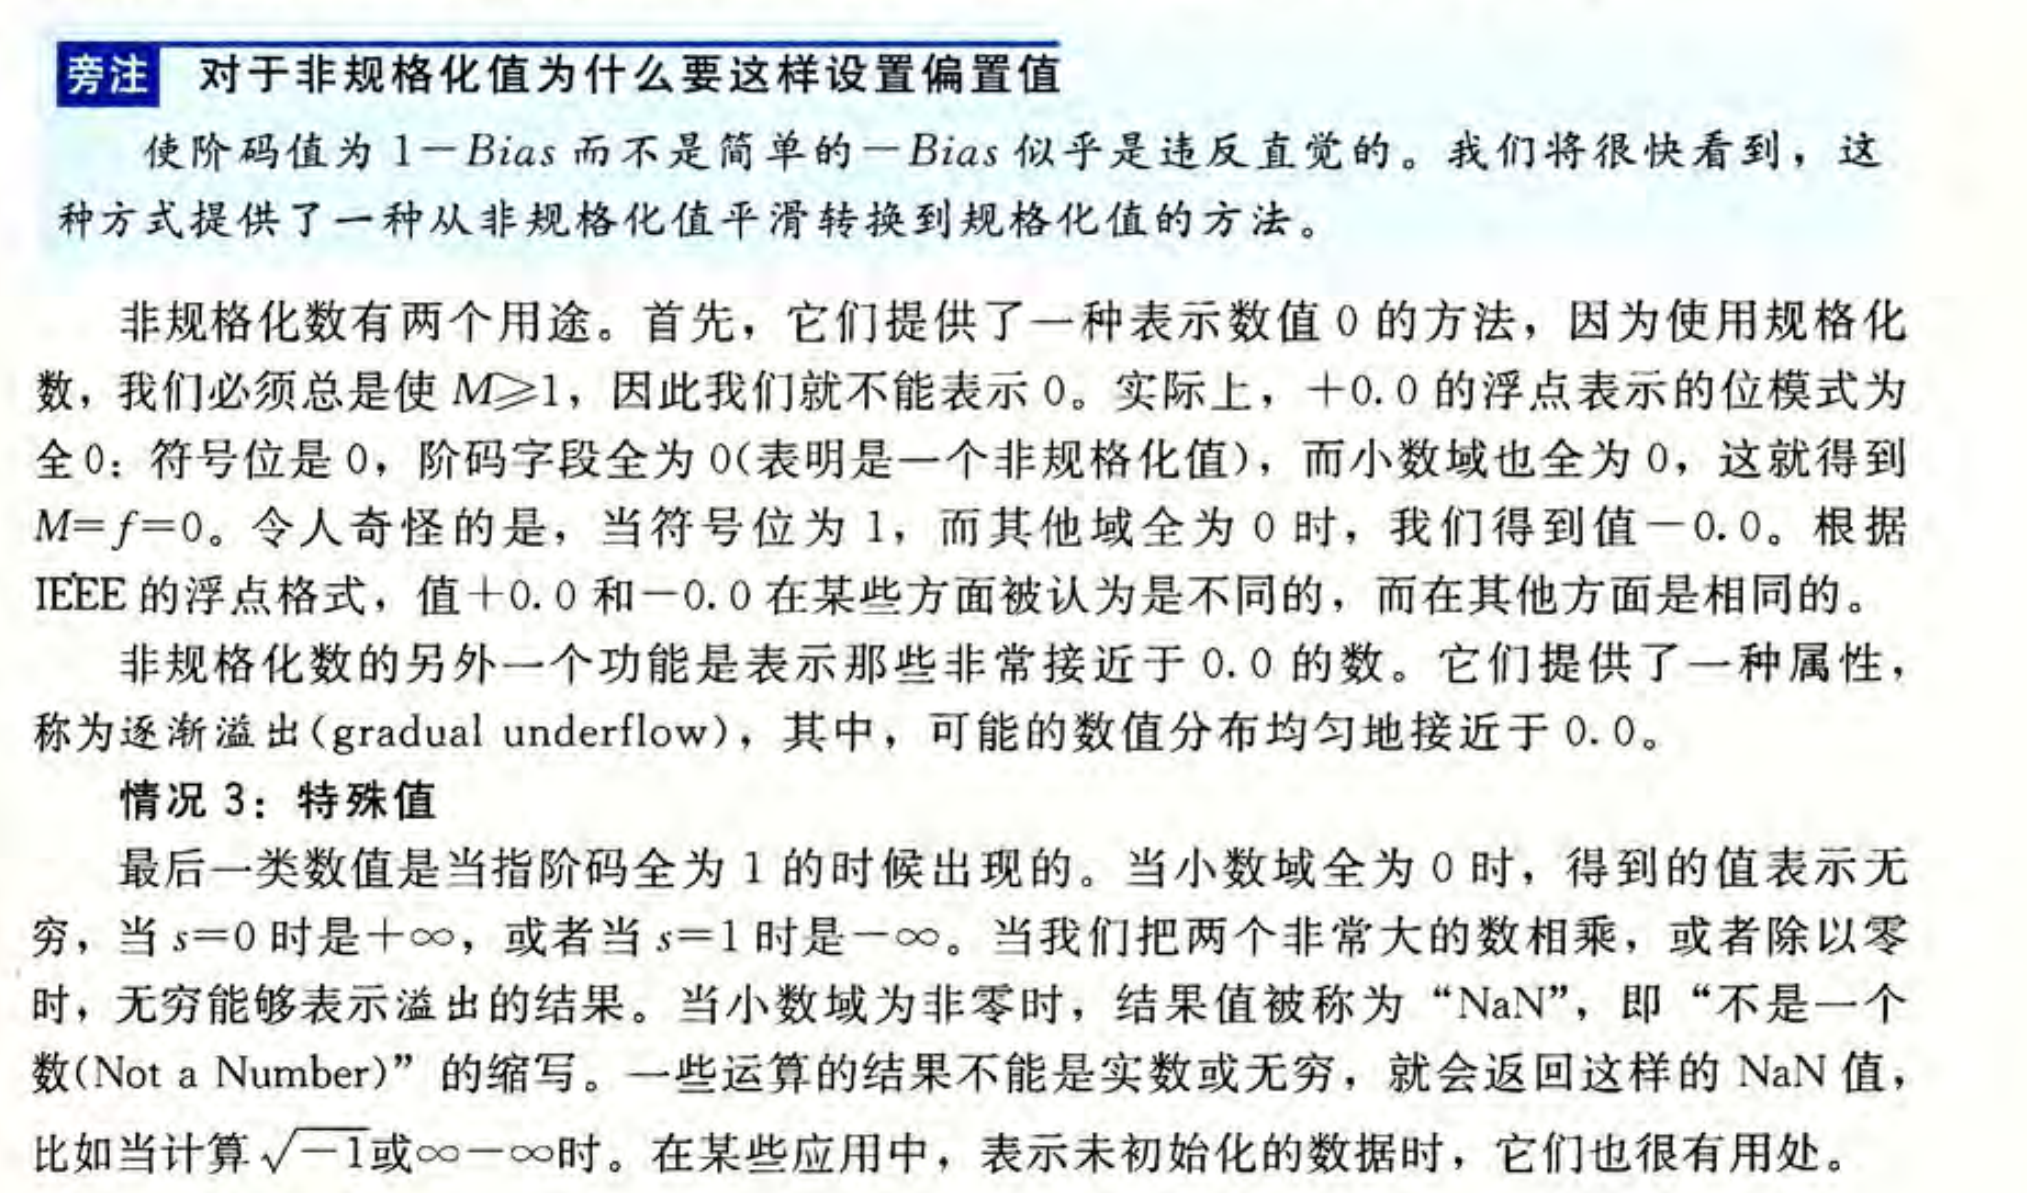 旁注 对于非规格化值为什么要这样设置偏置值
使阶码值为 1－Bias 而不是简单的－Bias 似乎是违反直觉的。我们将很快看到，这
种方式提供了一种从非规格化值平滑转换到规格化值的方法。
非规格化数有两个用途。首先，它们提供了一种表示数值 0 的方法，因为使用规格化
数，我们必须总是使 M⩾1，因此我们就不能表示 0。实际上，＋0.0 的浮点表示的位模式为
全0：符号位是 0，阶码字段全为 0(表明是一个非规格化值)，而小数域也全为 0，这就得到
M=f=0。令人奇怪的是，当符号位为 1，而其他域全为 0 时，我们得到值－0.0。根据
IEEE 的浮点格式，值＋0.0 和－0.0 在某些方面被认为是不同的，而在其他方面是相同的。
非规格化数的另外一个功能是表示那些非常接近于 0.0 的数。它们提供了一种属性，
称为逐渐溢出(gradual underflow)，其中，可能的数值分布均匀地接近于 0.0。
情况 3：特殊值
最后一类数值是当指阶码全为 1 的时候出现的。当小数域全为 0 时，得到的值表示无
穷，当 s=0 时是＋∞，或者当 s=1 时是－∞。当我们把两个非常大的数相乘，或者除以零
时，无穷能够表示溢出的结果。当小数域为非零时，结果值被称为“NaN”，即“不是一个
数(Not a Number)”的缩写。一些运算的结果不能是实数或无穷，就会返回这样的 NaN 值，
比如当计算√−1或∞－∞时。在某些应用中，表示未初始化的数据时，它们也很有用处。